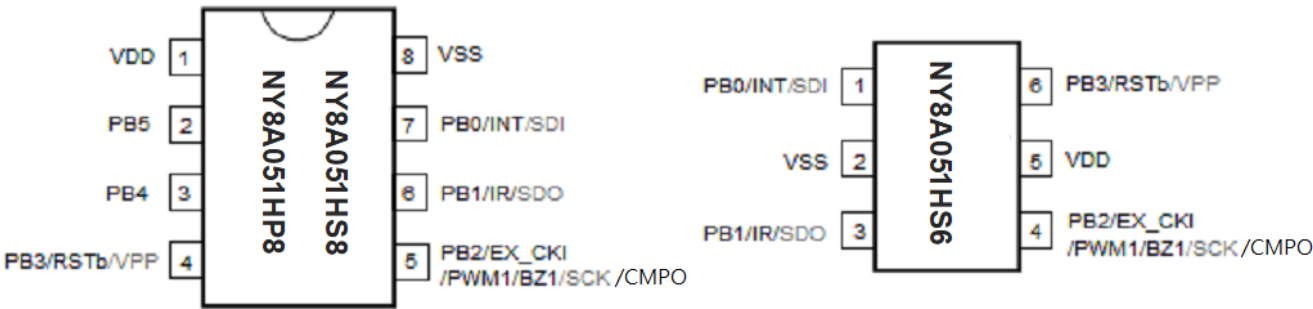 VDD 1
PB5 2
PB4 3
PB3/RSTb/VPP 4
NY8A051HP8
NY8A051HS8
8 VSS
7 PB0/INT/SDI
6 PB1/IR/SDO
5 PB2/EX_CKI
/PWM1/BZ1/SCK/CMPO
PB0/INT/SDI 1
VSS 2
PB1/IR/SDO 3
NY8A051HS6
6 PB3/RSTb/VPP
5 VDD
4 PB2/EX_CKI
/PWM1/BZ1/SCK/CMPO